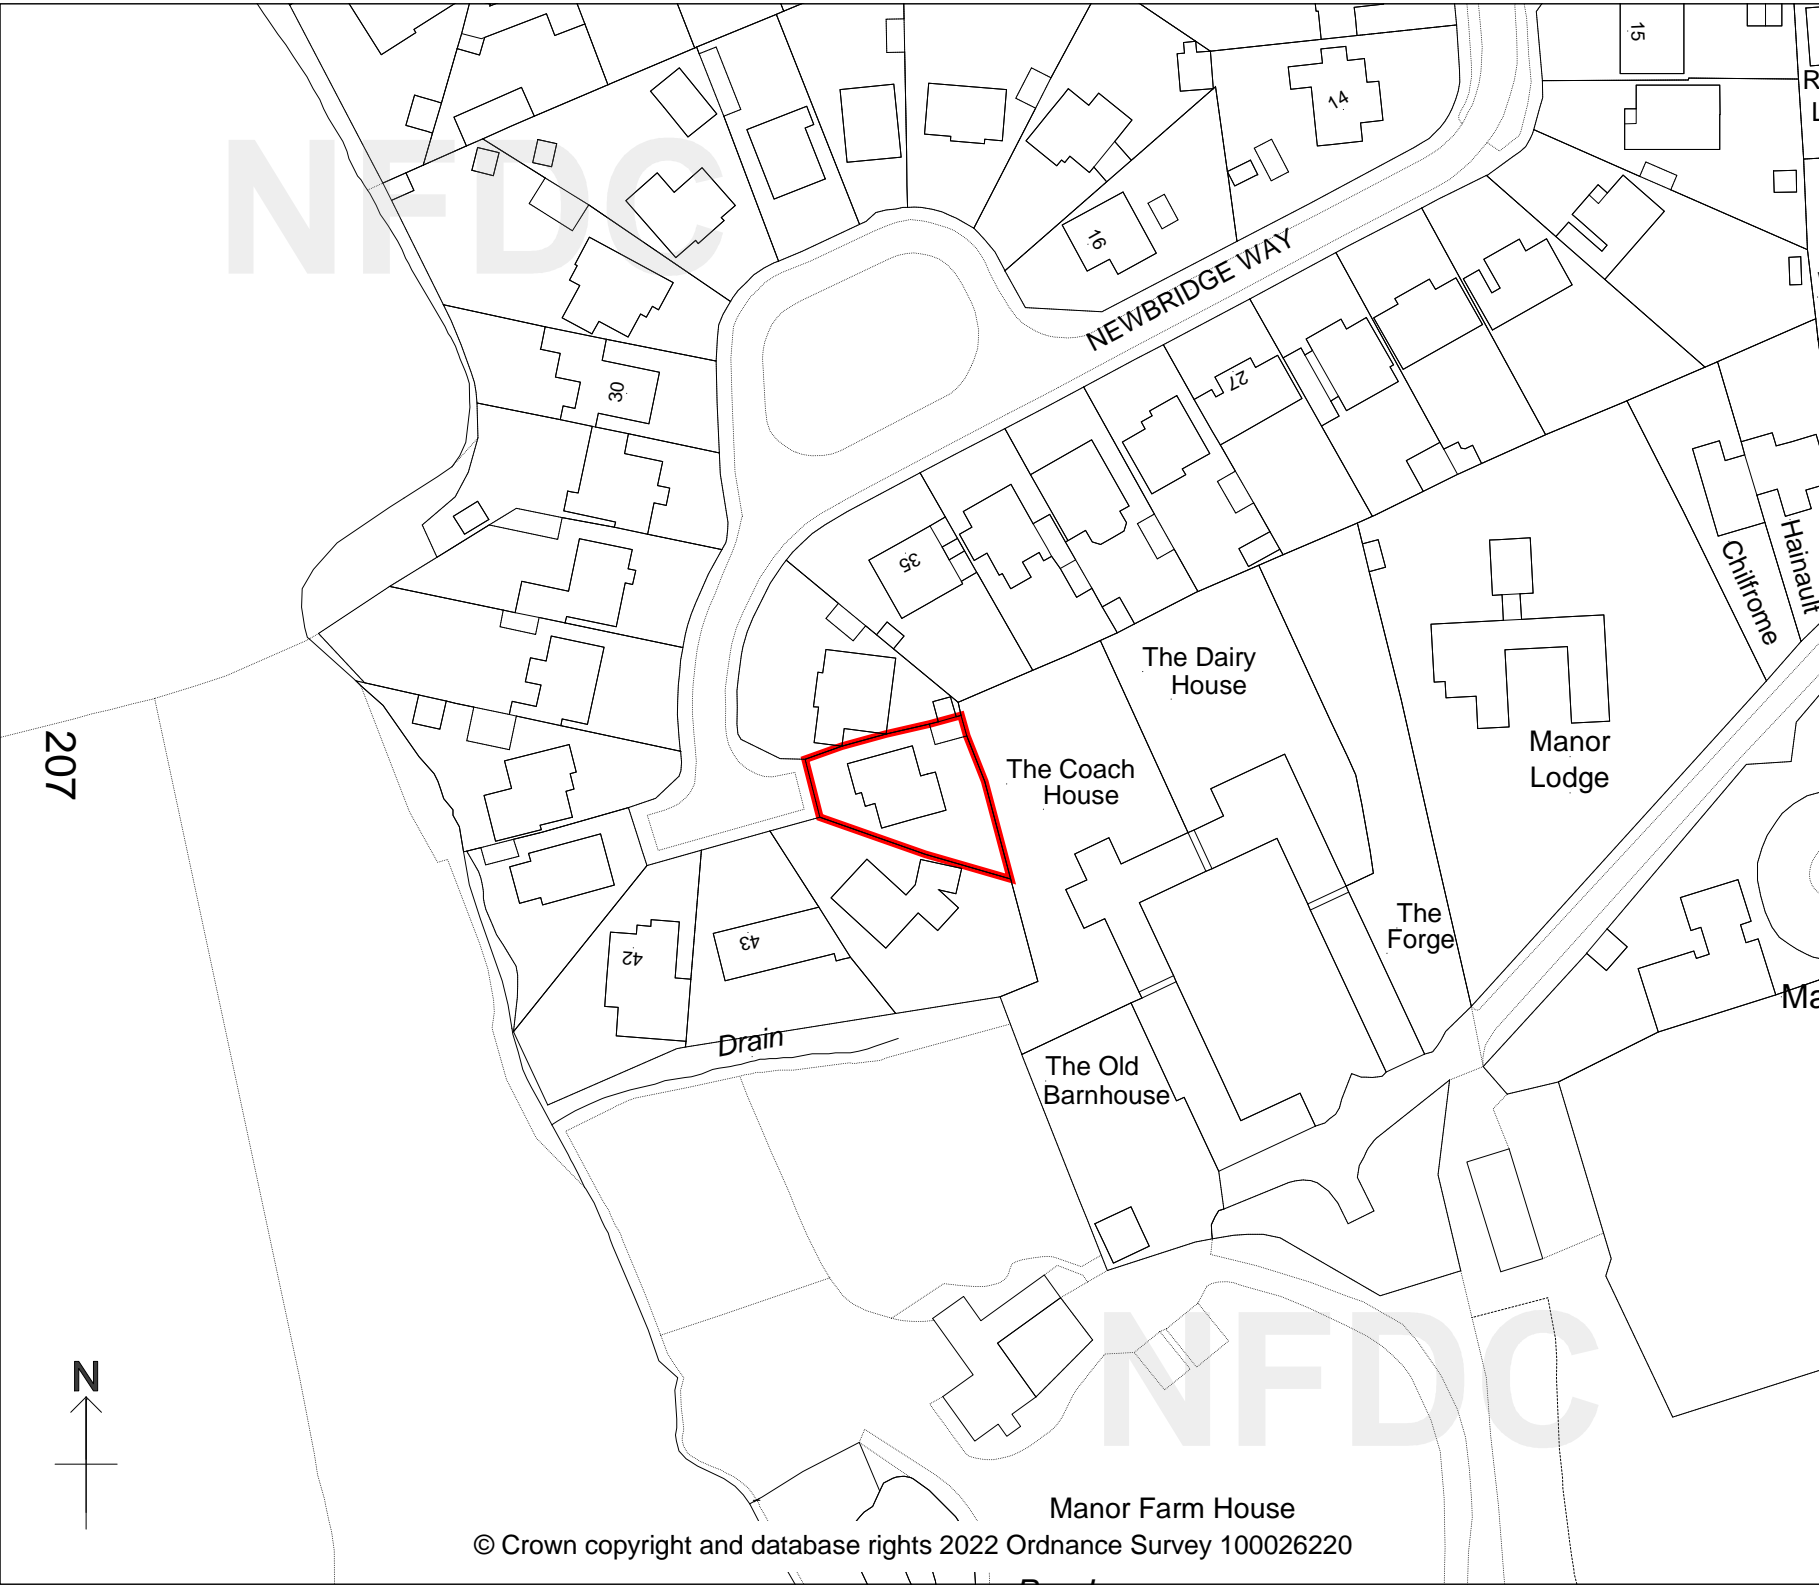 15
R
14
NFDC
16
NEWBRIDGE WAY
27
30
35
Hainault
Chilfrome
The Dairy
House
Manor
Lodge
207
The Coach
House
The
Forge
43
42
Ma
Drain
The Old
Barnhouse
NFDC
N
Manor Farm House
© Crown copyright and database rights 2022 Ordnance Survey 100026220